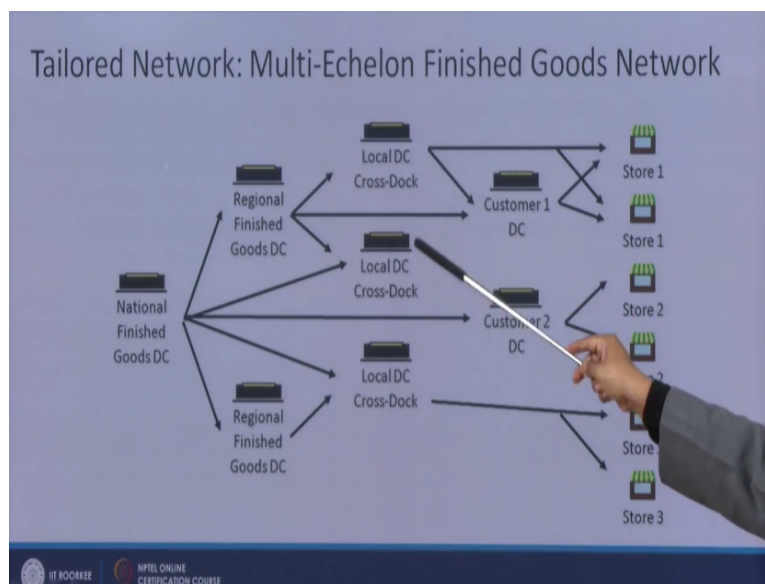 Tailored Network: Multi-Echelon Finished Goods Network
Local DC
Cross-Dock
Store 1
Regional
Finished
Goods DC
Customer 1
DC
Store 1
Local DC
Cross-Dock
National
Finished
Goods DC
Store 2
Customer 2
DC
Local DC
Cross-Dock
Regional
Finished
Goods DC
Store
Store 3
IIT ROORKEE
NPTEL ONLINE
CERTIFICATION COURSE